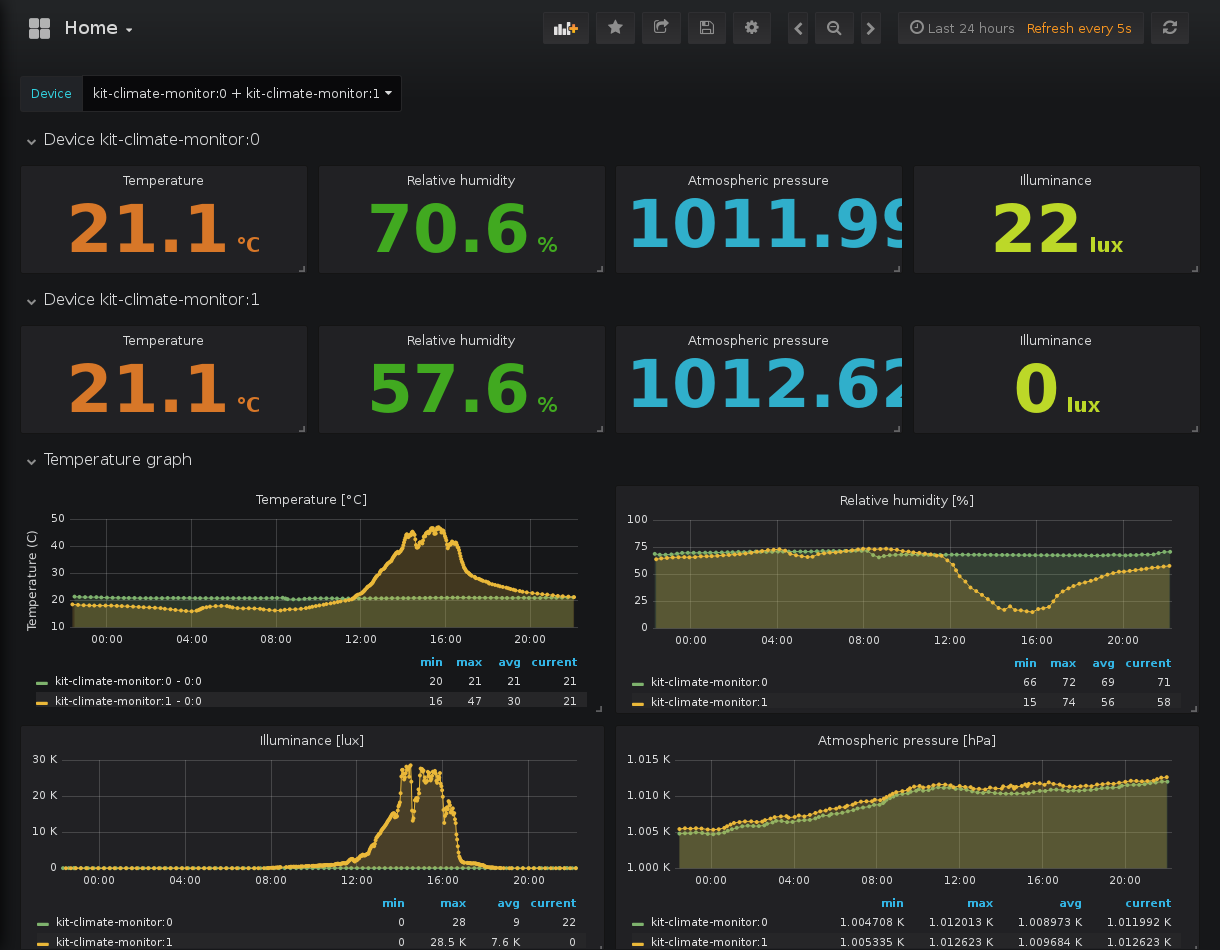 Home
Last 24 hours Refresh every 5s
Device kit-climate-monitor:0 + kit-climate-monitor:1
Device kit-climate-monitor:0
Temperature Relative humidity Atmospheric pressure Illuminance
21.1 °C 70.6 % 1011.99 22 lux
Device kit-climate-monitor:1
Temperature Relative humidity Atmospheric pressure Illuminance
21.1 °C 57.6 % 1012.62 0 lux
Temperature graph
Temperature [°C]
Temperature (C)
50
40
30
20
10
00:00 04:00 08:00 12:00 16:00 20:00
min max avg current
kit-climate-monitor:0 - 0:0 20 21 21 21
kit-climate-monitor:1 - 0:0 16 47 30 21
Relative humidity [%]
100
75
50
25
0
00:00 04:00 08:00 12:00 16:00 20:00
min max avg current
kit-climate-monitor:0 66 72 69 71
kit-climate-monitor:1 15 74 56 58
Illuminance [lux]
30 K
20 K
10 K
0
00:00 04:00 08:00 12:00 16:00 20:00
min max avg current
kit-climate-monitor:0 0 28 9 22
kit-climate-monitor:1 0 28.5 K 7.6 K 0
Atmospheric pressure [hPa]
1.015 K
1.010 K
1.005 K
1.000 K
00:00 04:00 08:00 12:00 16:00 20:00
min max avg current
kit-climate-monitor:0 1.004708 K 1.012013 K 1.008973 K 1.011992 K
kit-climate-monitor:1 1.005335 K 1.012623 K 1.009684 K 1.012623 K